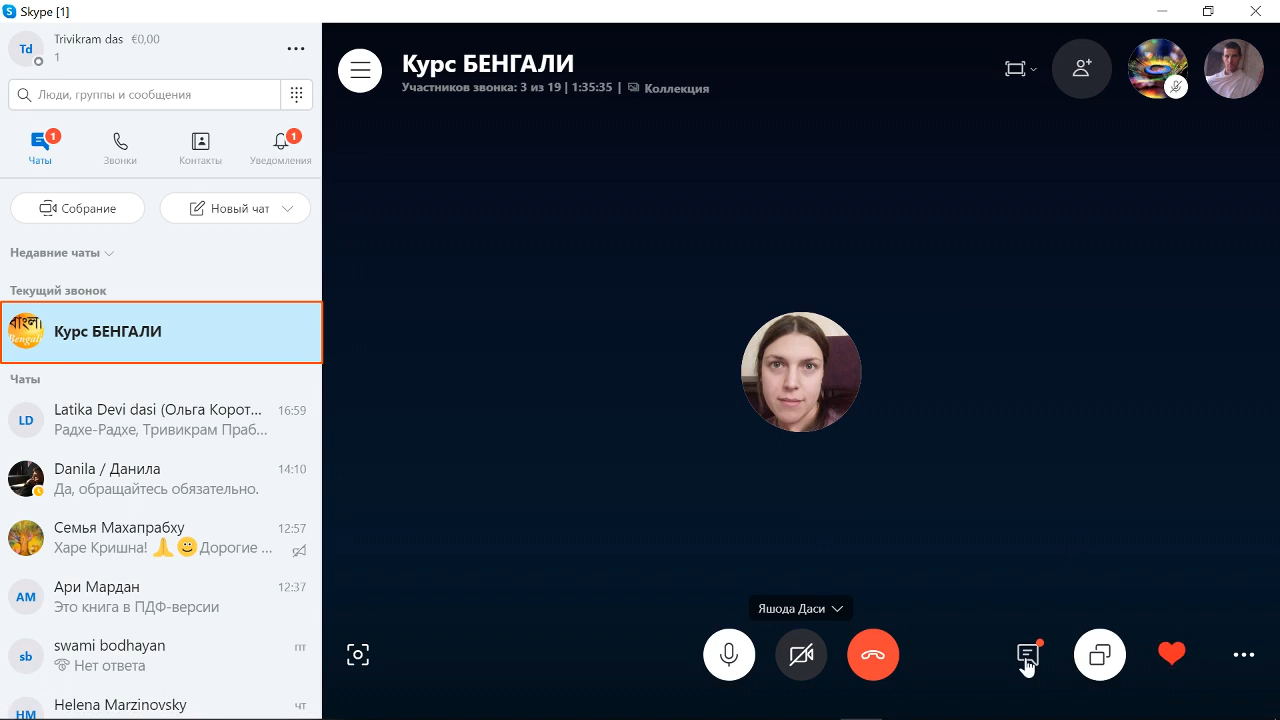 Skype [1]
Td
Trivikram das €0,00
1
Люди, группы и сообщения
1
1
Чаты
Звонки
Контакты
Уведомления
Собрание
Новый чат
Недавние чаты
Текущий звонок
Курс БЕНГАЛИ
Чаты
LD
Latika Devi dasi (Ольга Корот...
16:59
Радхе-Радхе, Тривикрам Праб...
Danila / Данила
14:10
Да, обращайтесь обязательно.
Семья Махапрабху
12:57
Харе Кришна! 🙏 🙂 Дорогие ...
AM
Ари Мардан
12:37
Это книга в ПДФ-версии
sb
swami bodhayan
пт
Нет ответа
HM
Helena Marzinovsky
чт
Курс БЕНГАЛИ
Участников звонка: 3 из 19 | 1:35:35 | Коллекция
Яшода Даси